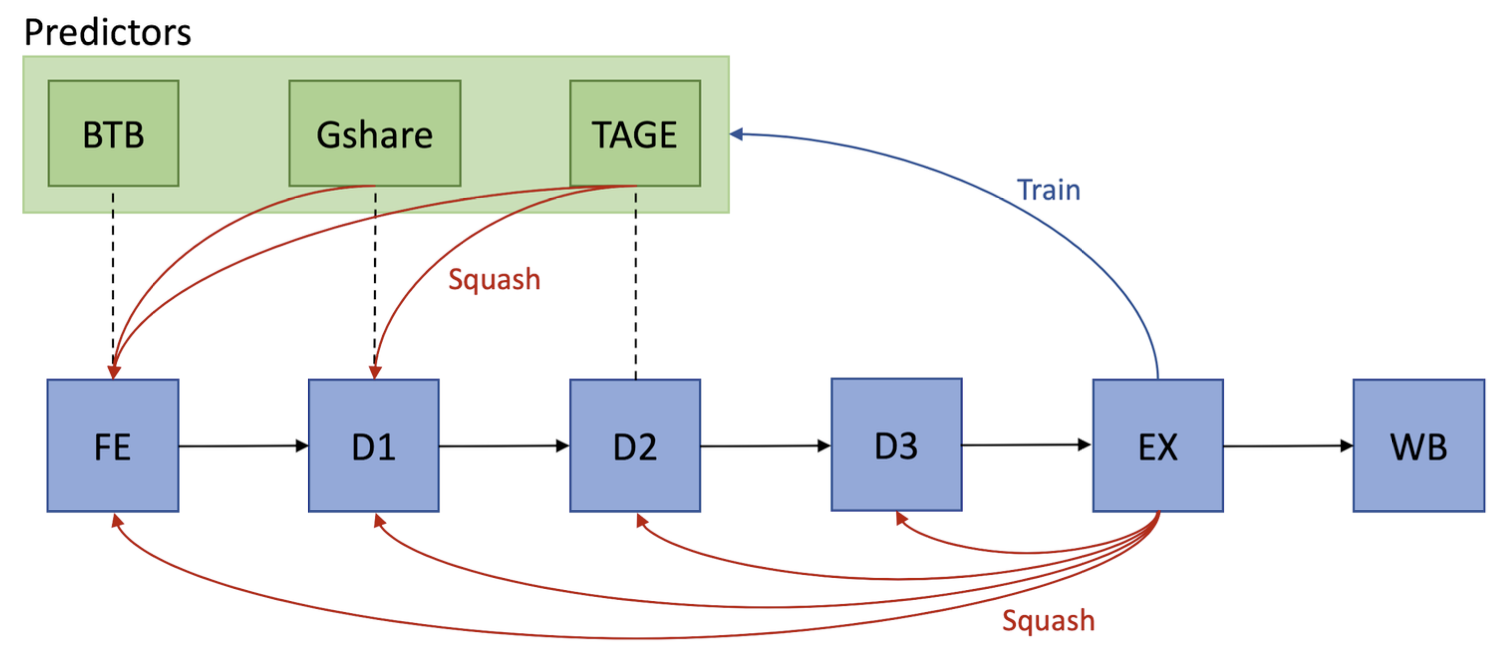 Predictors
BTB
Gshare
TAGE
Train
Squash
FE
D1
D2
D3
EX
WB
Squash